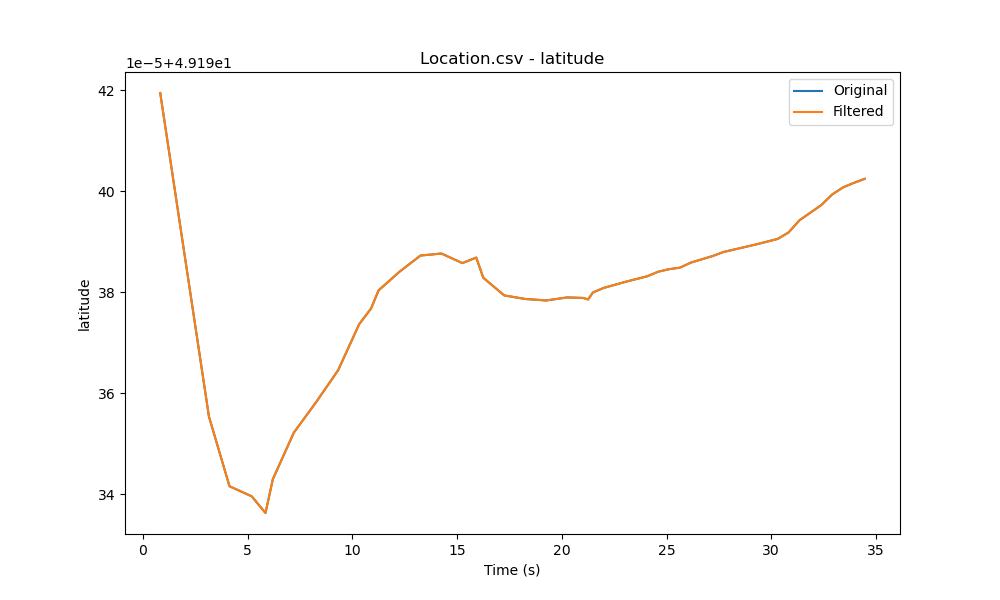 Location.csv - latitude
1e−5+4.919e1
Original
Filtered
42
40
38
36
34
latitude
0 5 10 15 20 25 30 35
Time (s)